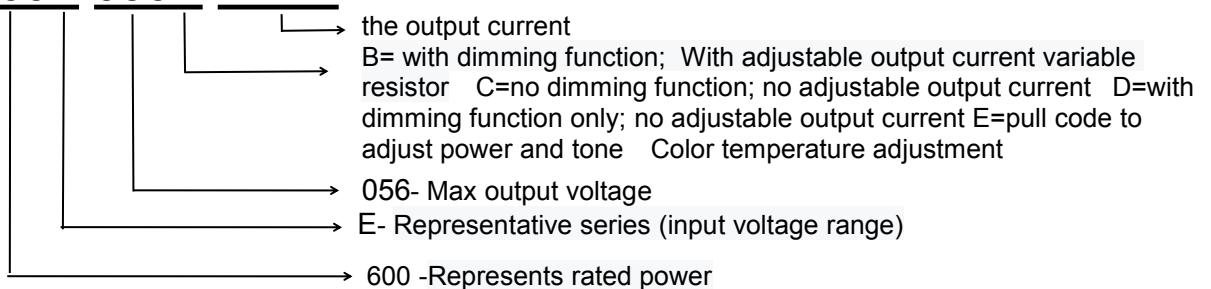 the output current
B= with dimming function; With adjustable output current variable
resistor C=no dimming function; no adjustable output current D=with
dimming function only; no adjustable output current E=pull code to
adjust power and tone Color temperature adjustment
056- Max output voltage
E- Representative series (input voltage range)
600 -Represents rated power